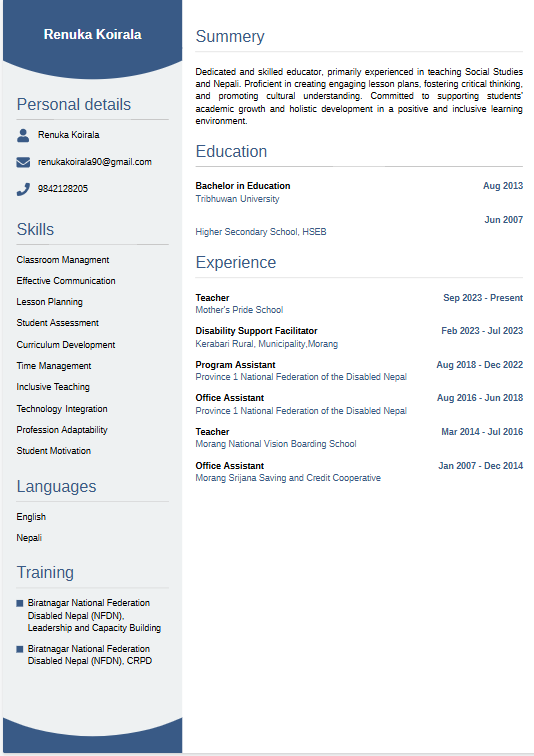 Renuka Koirala
Personal details
Renuka Koirala
renukakoirala90@gmail.com
9842128205
Skills
Classroom Managment
Effective Communication
Lesson Planning
Student Assessment
Curriculum Development
Time Management
Inclusive Teaching
Technology Integration
Profession Adaptability
Student Motivation
Languages
English
Nepali
Training
Biratnagar National Federation
Disabled Nepal (NFDN),
Leadership and Capacity Building
Biratnagar National Federation
Disabled Nepal (NFDN), CRPD
Summery
Dedicated and skilled educator, primarily experienced in teaching Social Studies
and Nepali. Proficient in creating engaging lesson plans, fostering critical thinking,
and promoting cultural understanding. Committed to supporting students'
academic growth and holistic development in a positive and inclusive learning
environment.
Education
Bachelor in Education Aug 2013
Tribhuwan University
Jun 2007
Higher Secondary School, HSEB
Experience
Teacher Sep 2023 - Present
Mother's Pride School
Disability Support Facilitator Feb 2023 - Jul 2023
Kerabari Rural, Municipality,Morang
Program Assistant Aug 2018 - Dec 2022
Province 1 National Federation of the Disabled Nepal
Office Assistant Aug 2016 - Jun 2018
Province 1 National Federation of the Disabled Nepal
Teacher Mar 2014 - Jul 2016
Morang National Vision Boarding School
Office Assistant Jan 2007 - Dec 2014
Morang Srijana Saving and Credit Cooperative